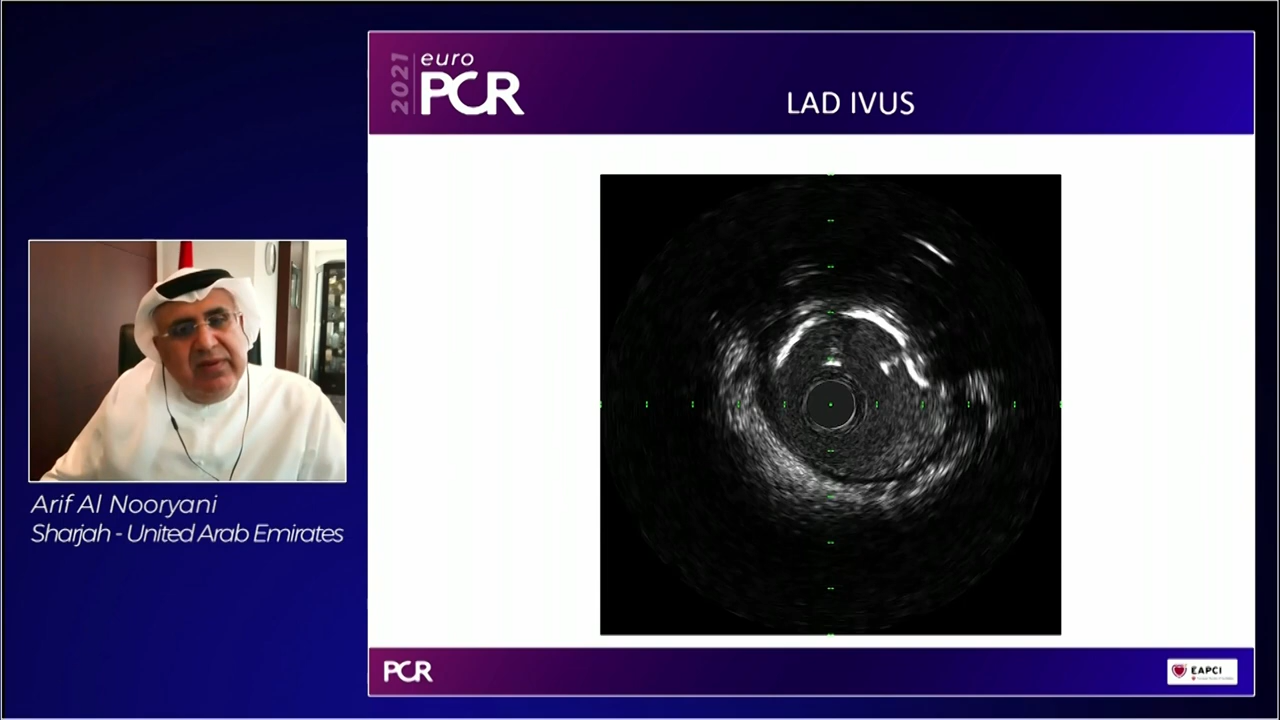 2021
euro
PCR
LAD IVUS
Arif Al Nooryani
Sharjah - United Arab Emirates
PCR
EAPCI